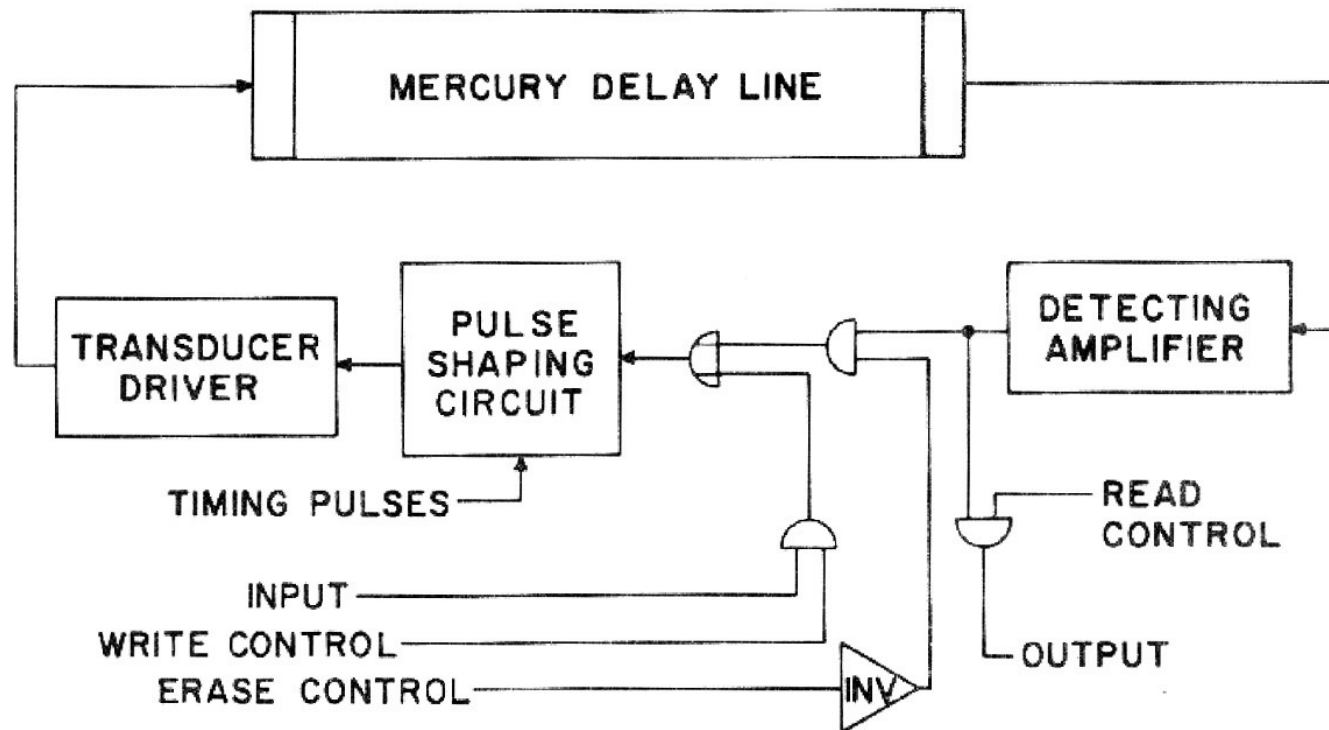 MERCURY DELAY LINE
TRANSDUCER
DRIVER
PULSE
SHAPING
CIRCUIT
DETECTING
AMPLIFIER
TIMING PULSES
READ
CONTROL
INPUT
WRITE CONTROL
OUTPUT
ERASE CONTROL
INV